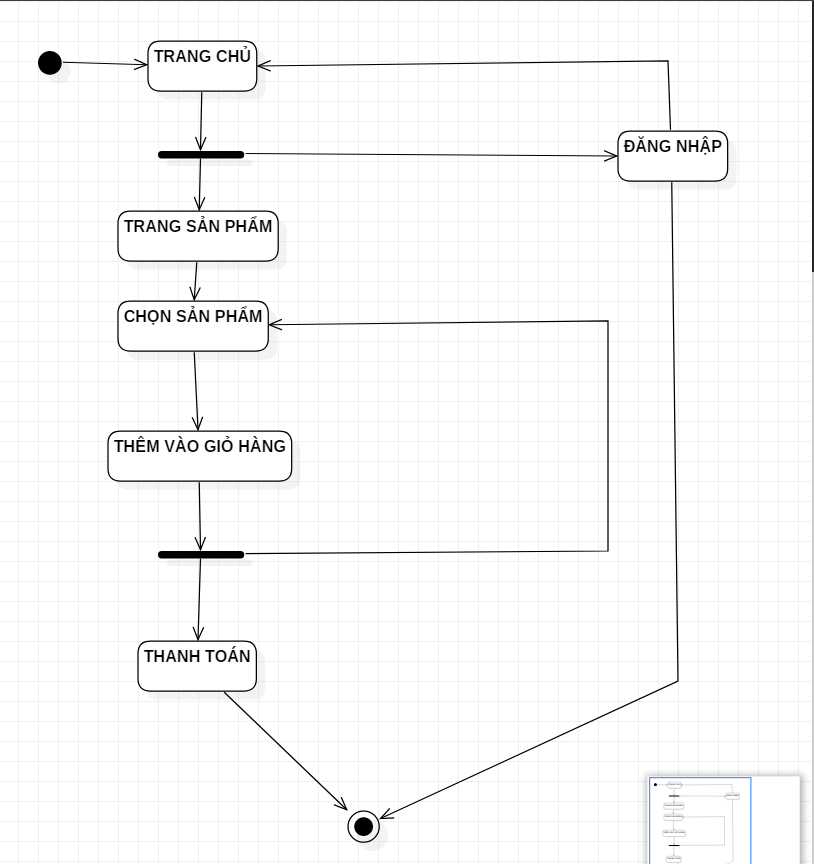 TRANG CHỦ
ĐĂNG NHẬP
TRANG SẢN PHẨM
CHỌN SẢN PHẨM
THÊM VÀO GIỎ HÀNG
THANH TOÁN